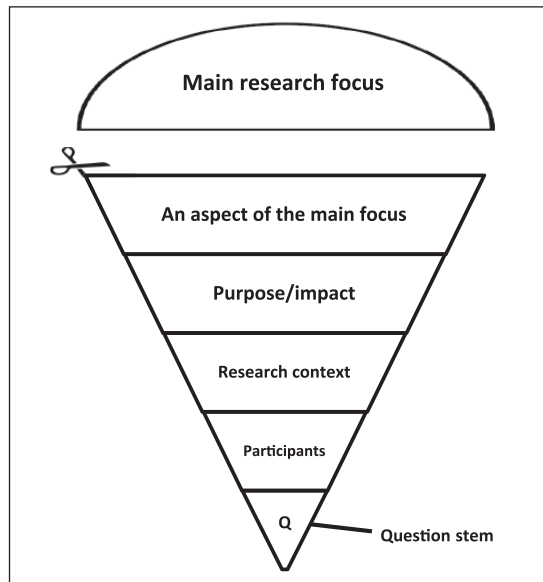 Main research focus
An aspect of the main focus
Purpose/impact
Research context
Participants
Q
Question stem